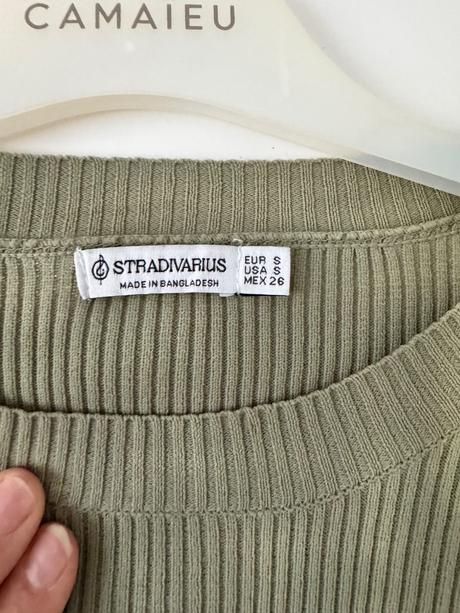 CAMAIEU
STRADIVARIUS
MADE IN BANGLADESH
EUR S
USA S
MEX 26